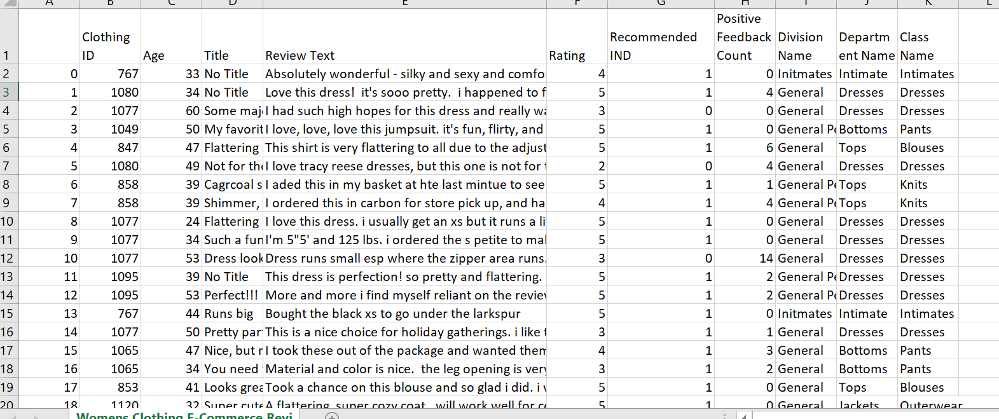 A B C D E F G H I J K L
1 Clothing ID Age Title Review Text Rating Recommended IND Positive Feedback Count Division Name Department Name Class Name
2 0 767 33 No Title Absolutely wonderful - silky and sexy and comfo 4 1 0 Initmates Intimate Intimates
3 1 1080 34 No Title Love this dress! it's sooo pretty. i happened to f 5 1 4 General Dresses Dresses
4 2 1077 60 Some maj I had such high hopes for this dress and really wa 3 0 0 General Dresses Dresses
5 3 1049 50 My favorit I love, love, love this jumpsuit. it's fun, flirty, and 5 1 0 General Pe Bottoms Pants
6 4 847 47 Flattering This shirt is very flattering to all due to the adjust 5 1 6 General Tops Blouses
7 5 1080 49 Not for the I love tracy reese dresses, but this one is not for t 2 0 4 General Dresses Dresses
8 6 858 39 Cagrcoal s I aded this in my basket at hte last mintue to see 5 1 1 General Pe Tops Knits
9 7 858 39 Shimmer, I ordered this in carbon for store pick up, and ha 4 1 4 General Pe Tops Knits
10 8 1077 24 Flattering I love this dress. i usually get an xs but it runs a li 5 1 0 General Dresses Dresses
11 9 1077 34 Such a fun I'm 5"5' and 125 lbs. i ordered the s petite to mak 5 1 0 General Dresses Dresses
12 10 1077 53 Dress look Dress runs small esp where the zipper area runs. 3 0 14 General Dresses Dresses
13 11 1095 39 No Title This dress is perfection! so pretty and flattering. 5 1 2 General Pe Dresses Dresses
14 12 1095 53 Perfect!!! More and more i find myself reliant on the review 5 1 2 General Pe Dresses Dresses
15 13 767 44 Runs big Bought the black xs to go under the larkspur 5 1 0 Initmates Intimate Intimates
16 14 1077 50 Pretty par This is a nice choice for holiday gatherings. i like t 3 1 1 General Dresses Dresses
17 15 1065 47 Nice, but n I took these out of the package and wanted them 4 1 3 General Bottoms Pants
18 16 1065 34 You need Material and color is nice. the leg opening is very 3 1 2 General Bottoms Pants
19 17 853 41 Looks grea Took a chance on this blouse and so glad i did. i w 5 1 0 General Tops Blouses
20 18 1120 32 Super cute A flattering, super cozy coat. will work well for co 5 1 0 General Jackets Outerwear
Womens Clothing E-Commerce Revi